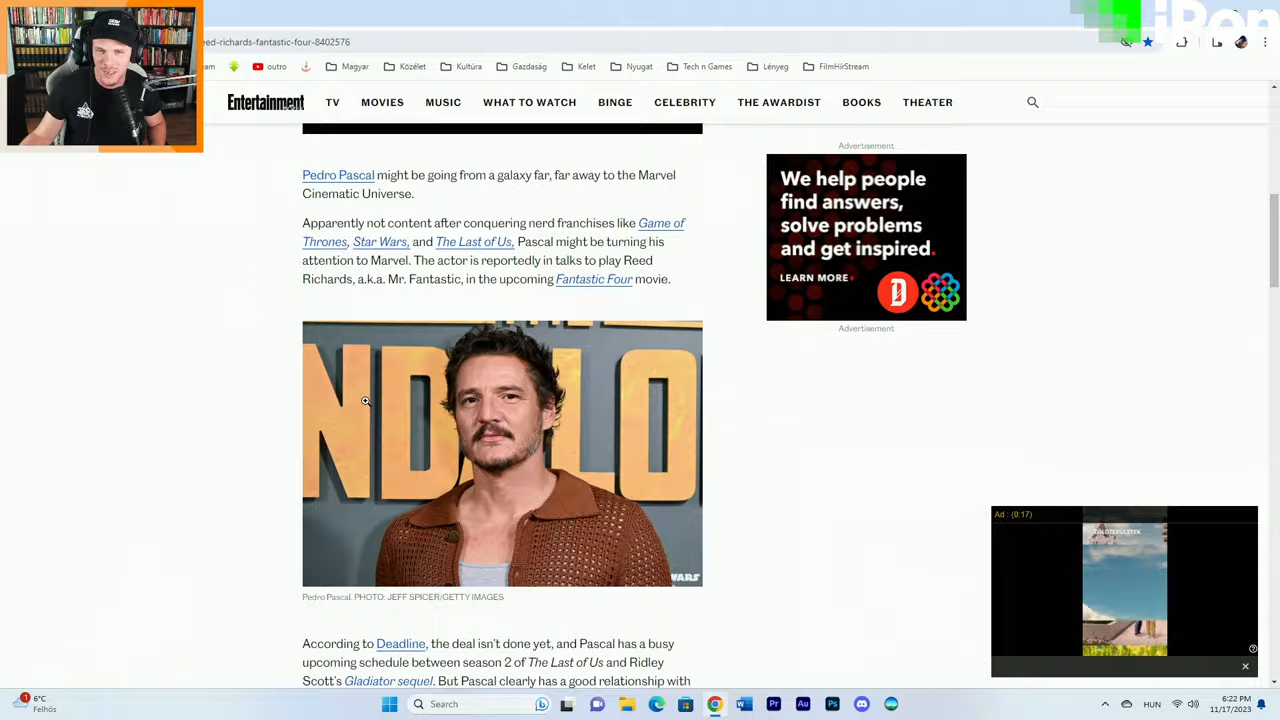 eed-richards-fantastic-four-8402576
eam
outro
Magyar
Közélet
Kultúra
Gazdaság
Kelet
Nyugat
Tech n Games
Lényeg
FilmHírStream
Entertainment
TV
MOVIES
MUSIC
WHAT TO WATCH
BINGE
CELEBRITY
THE AWARDIST
BOOKS
THEATER
Pedro Pascal might be going from a galaxy far, far away to the Marvel
Cinematic Universe.
Apparently not content after conquering nerd franchises like Game of
Thrones, Star Wars, and The Last of Us, Pascal might be turning his
attention to Marvel. The actor is reportedly in talks to play Reed
Richards, a.k.a. Mr. Fantastic, in the upcoming Fantastic Four movie.
NDALO
WARS
Pedro Pascal. PHOTO: JEFF SPICER/GETTY IMAGES
According to Deadline, the deal isn't done yet, and Pascal has a busy
upcoming schedule between season 2 of The Last of Us and Ridley
Scott's Gladiator sequel. But Pascal clearly has a good relationship with
Advertisement
We help people
find answers,
solve problems
and get inspired.
LEARN MORE
D
Advertisement
Ad : (0:17)
ZÖLDTERÜLETEK
1
6°C
Felhős
Search
HUN
6:22 PM
11/17/2023